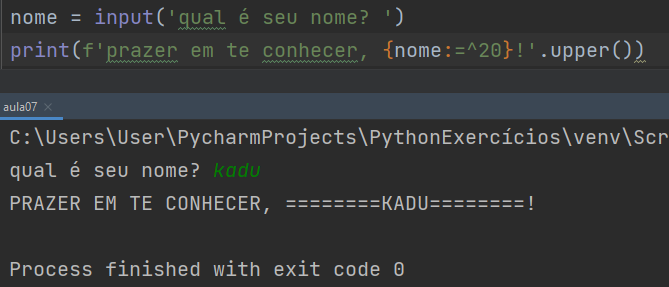 nome = input('qual é seu nome? ')
print(f'prazer em te conhecer, {nome:=^20}!'.upper())
aula07 ×
C:\Users\User\PycharmProjects\PythonExercícios\venv\Scr
qual é seu nome? kadu
PRAZER EM TE CONHECER, ========KADU========!
Process finished with exit code 0